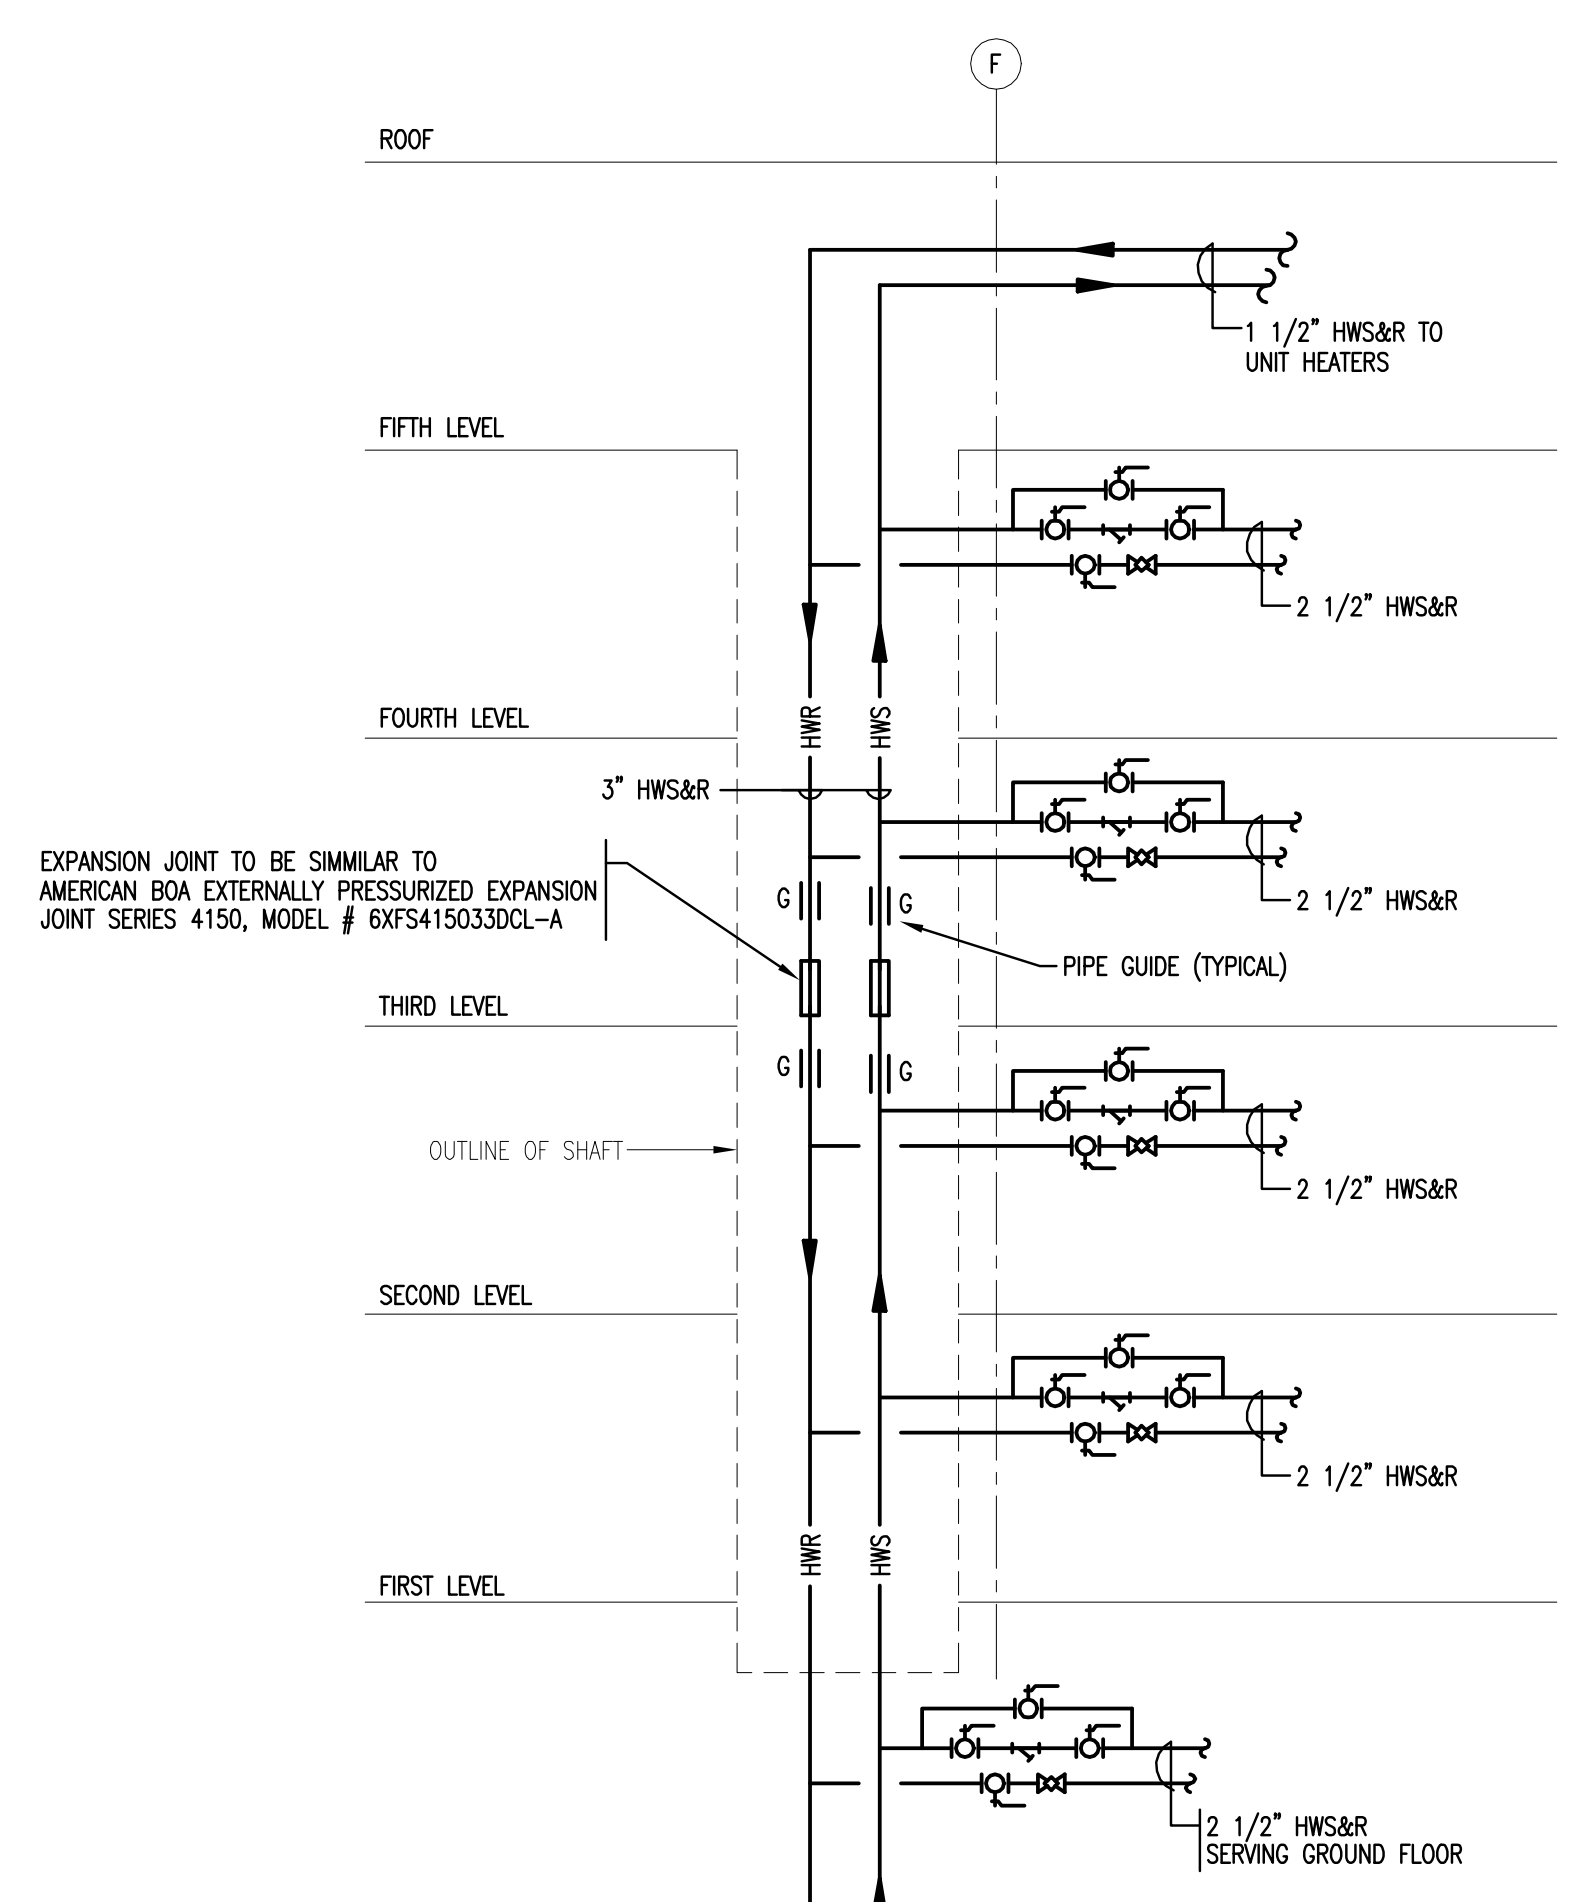 F
ROOF
1 1/2" HWS&R TO
UNIT HEATERS
FIFTH LEVEL
2 1/2" HWS&R
FOURTH LEVEL
HWR
HWS
3" HWS&R
EXPANSION JOINT TO BE SIMMILAR TO
AMERICAN BOA EXTERNALLY PRESSURIZED EXPANSION
JOINT SERIES 4150, MODEL # 6XFS415033DCL-A
2 1/2" HWS&R
G
G
PIPE GUIDE (TYPICAL)
THIRD LEVEL
G
G
OUTLINE OF SHAFT
2 1/2" HWS&R
SECOND LEVEL
2 1/2" HWS&R
HWR
HWS
FIRST LEVEL
2 1/2" HWS&R
SERVING GROUND FLOOR